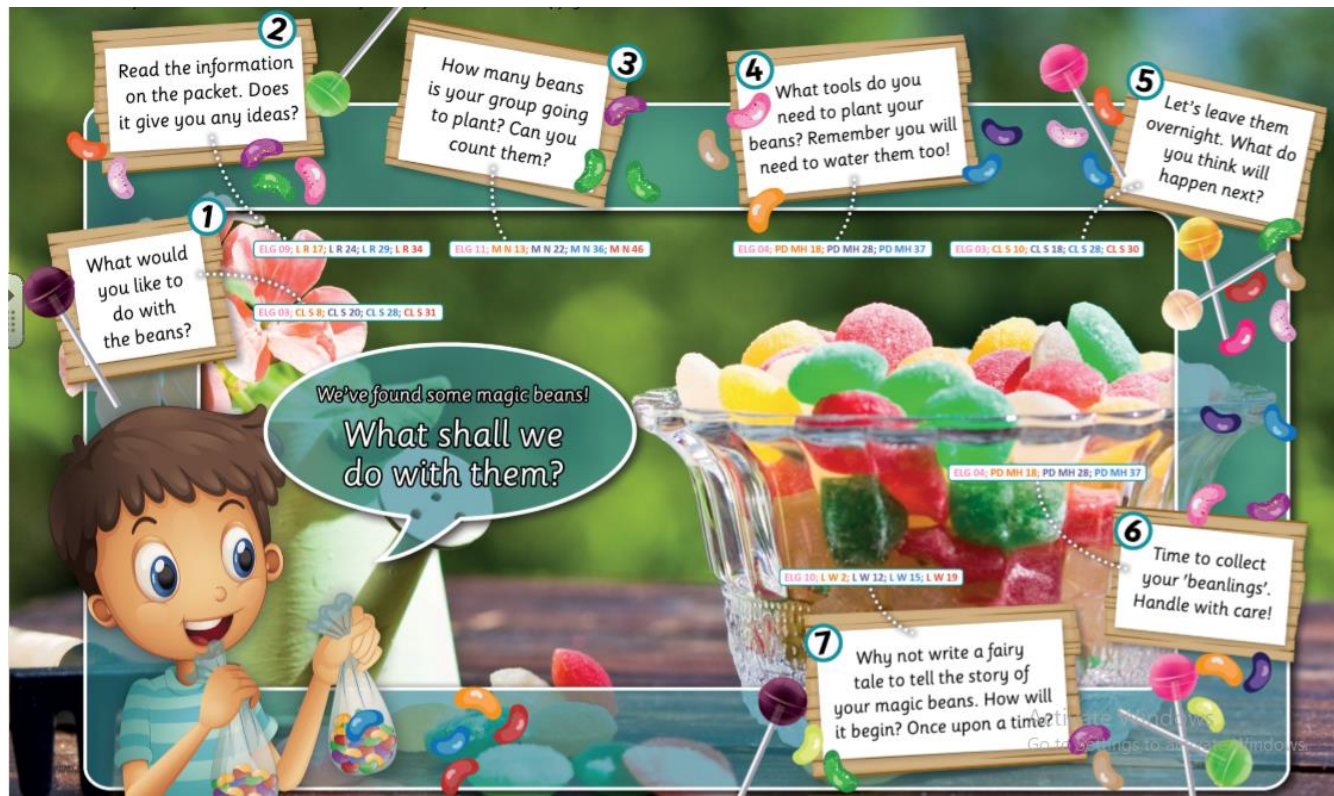 2
Read the information
on the packet. Does
it give you any ideas?
3
How many beans
is your group going
to plant? Can you
count them?
4
What tools do you
need to plant your
beans? Remember you will
need to water them too!
5
Let's leave them
overnight. What do
you think will
happen next?
1
What would
you like to
do with
the beans?
ELG 09; L R 17; L R 24; L R 29; L R 34
ELG 11; M N 13; M N 22; M N 36; M N 46
ELG 04; PD MH 18; PD MH 28; PD MH 37
ELG 03; CL S 10; CL S 18; CL S 28; CL S 30
ELG 03; CL S 8; CL S 20; CL S 28; CL S 31
We've found some magic beans!
What shall we
do with them?
ELG 04; PD MH 18; PD MH 28; PD MH 37
6
Time to collect
your 'beanlings'.
Handle with care!
ELG 10; L W 2; L W 12; L W 15; L W 19
7
Why not write a fairy
tale to tell the story of
your magic beans. How will
it begin? Once upon a time?
Activate Windows
Go to Settings to activate Windows.